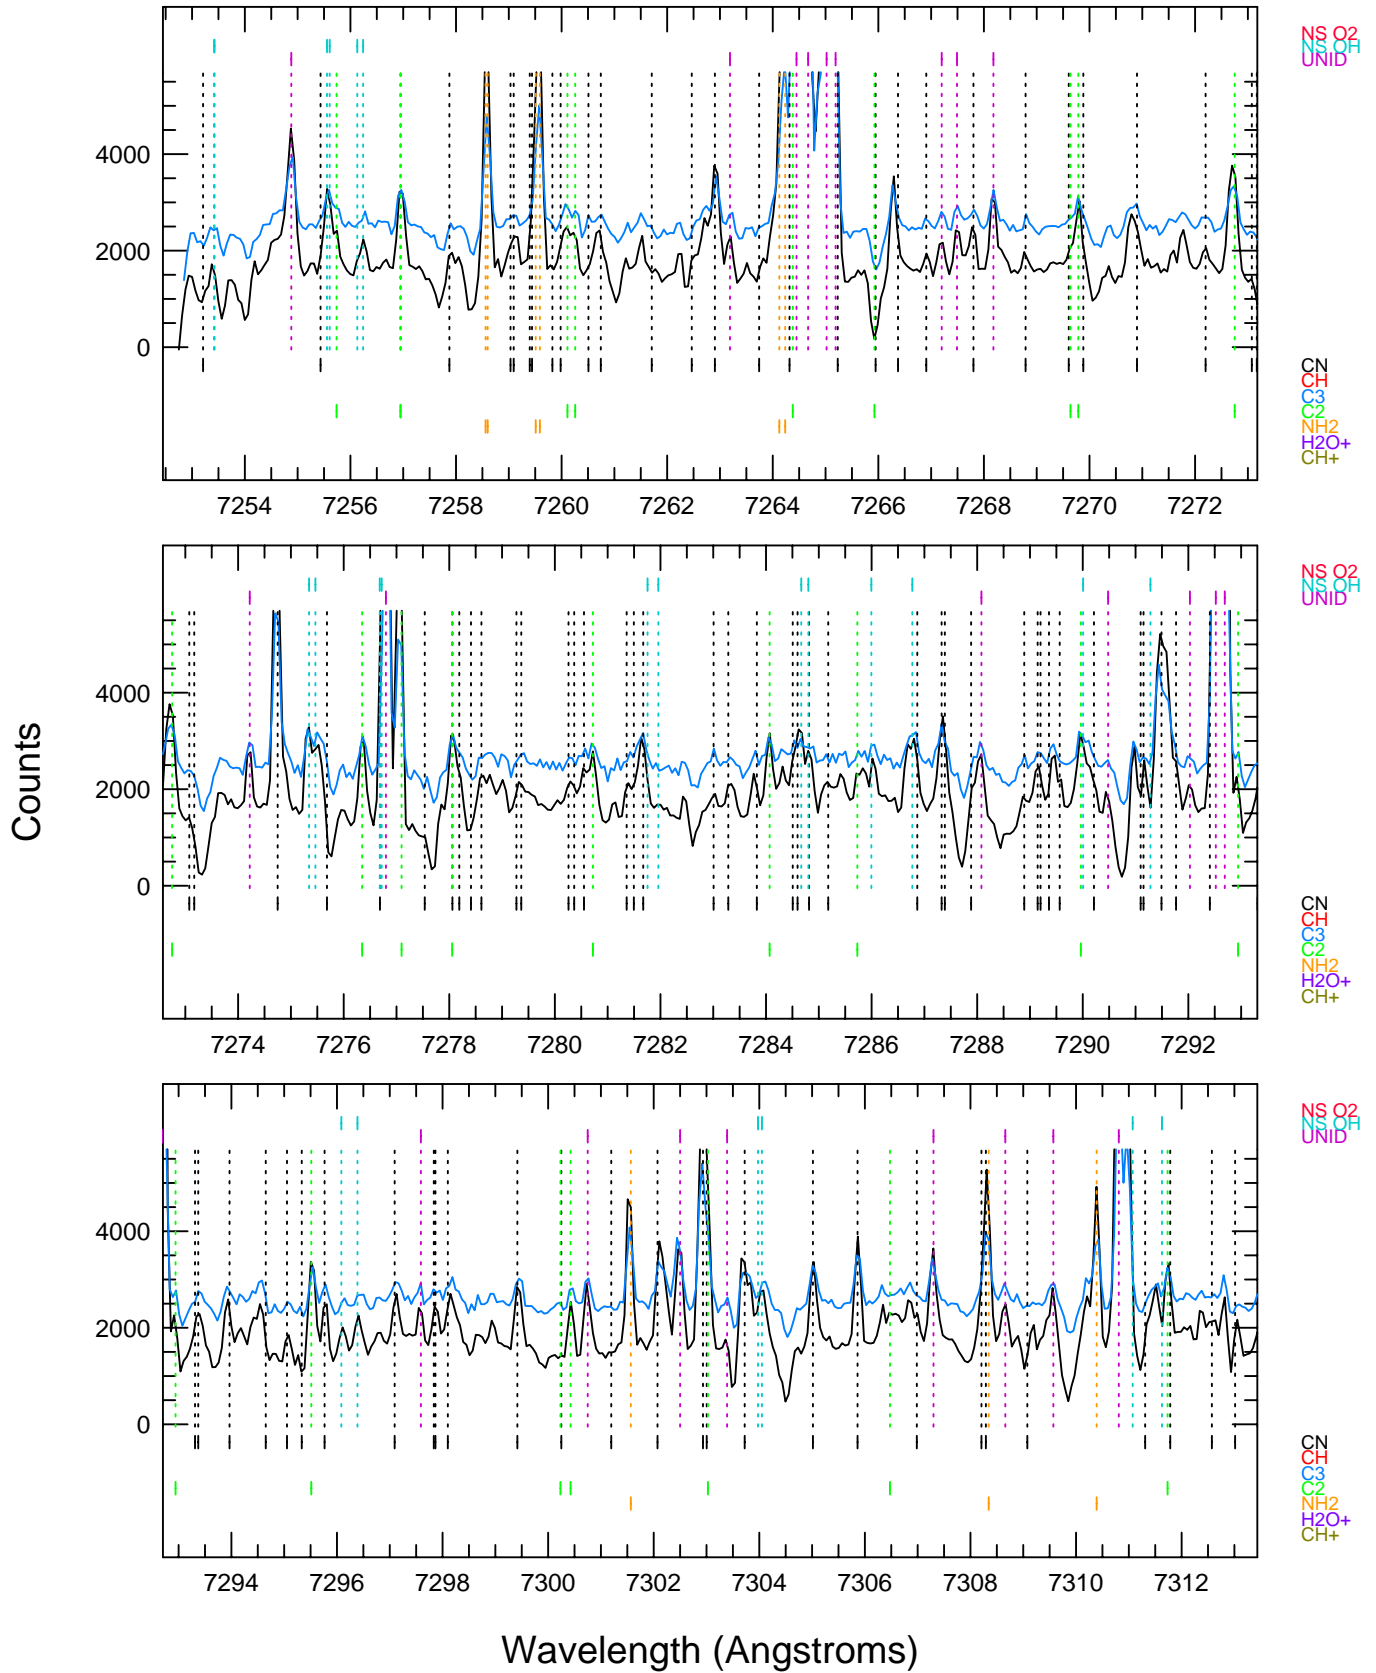 NS O2
NS OH
UNID
4000
2000
0
CN
CH
C3
C2
NH2
H2O+
CH+
7254 7256 7258 7260 7262 7264 7266 7268 7270 7272
NS O2
NS OH
UNID
4000
2000
0
CN
CH
C3
C2
NH2
H2O+
CH+
7274 7276 7278 7280 7282 7284 7286 7288 7290 7292
Counts
NS O2
NS OH
UNID
4000
2000
0
CN
CH
C3
C2
NH2
H2O+
CH+
7294 7296 7298 7300 7302 7304 7306 7308 7310 7312
Wavelength (Angstroms)